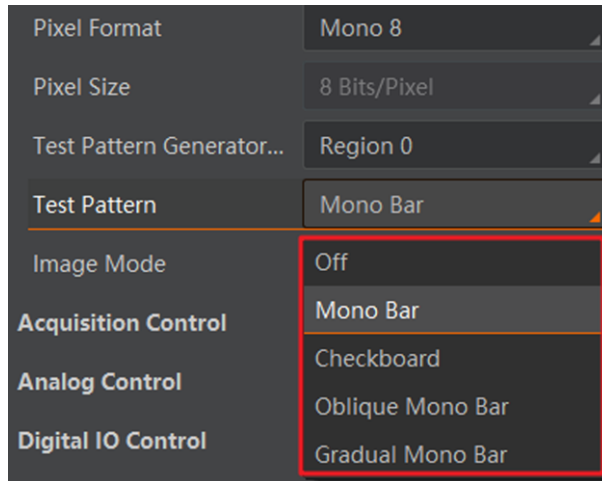 Pixel Format Mono 8
Pixel Size 8 Bits/Pixel
Test Pattern Generator... Region 0
Test Pattern Mono Bar
Image Mode Off
Mono Bar
Acquisition Control
Checkboard
Analog Control
Oblique Mono Bar
Digital IO Control
Gradual Mono Bar